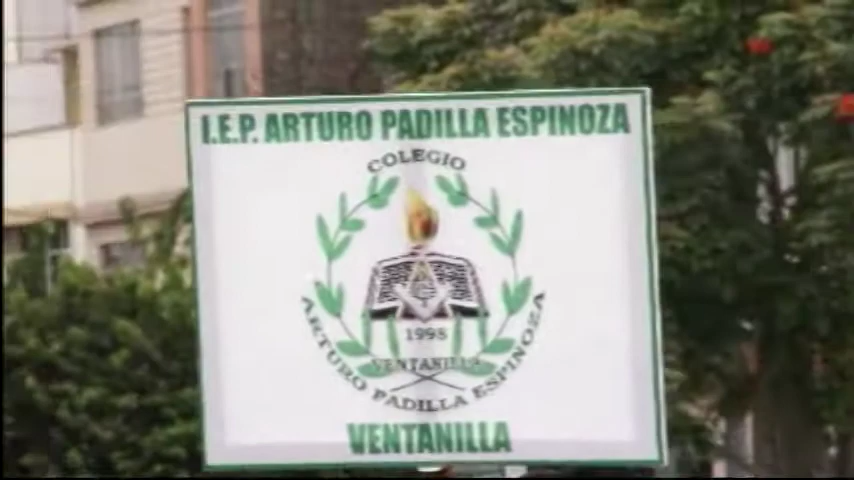 I.E.P. ARTURO PADILLA ESPINOZA
COLEGIO
1998
VENTANILLA
ARTURO PADILLA ESPINOZA
VENTANILLA